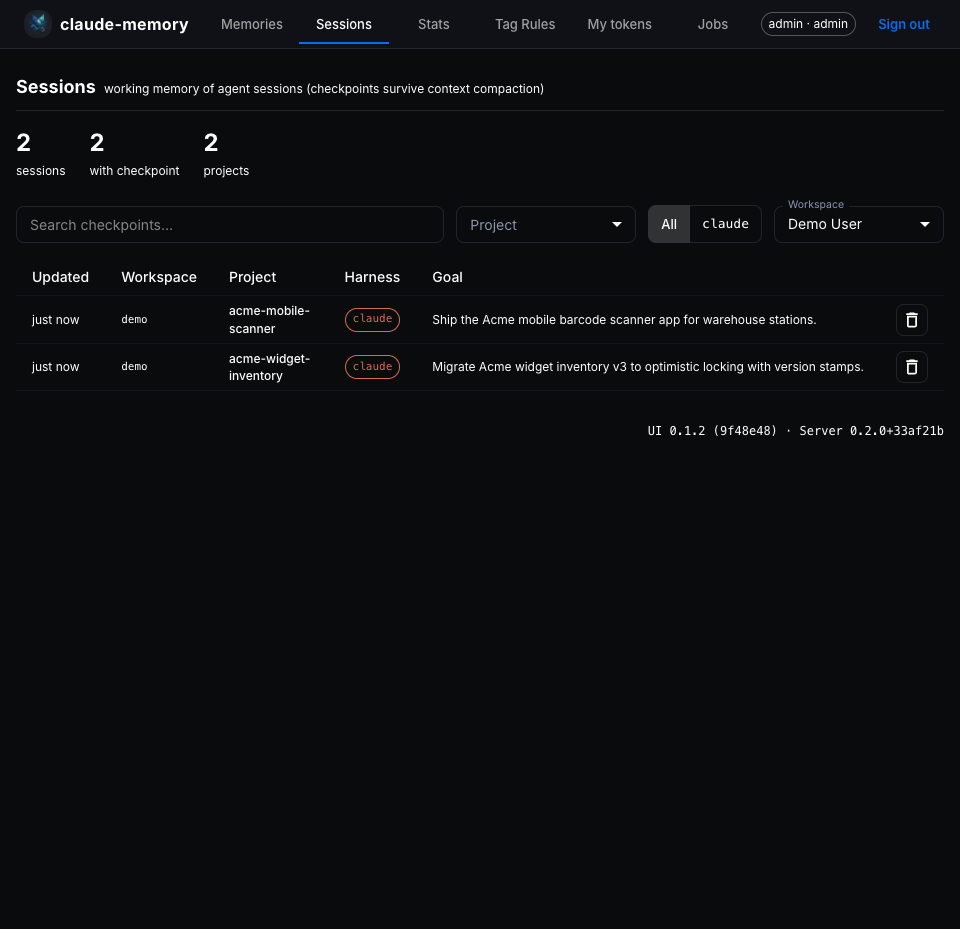 claude-memory Memories Sessions Stats Tag Rules My tokens Jobs admin · admin Sign out
Sessions working memory of agent sessions (checkpoints survive context compaction)
2 2 2
sessions with checkpoint projects
Workspace
Search checkpoints... Project All claude Demo User
Updated Workspace Project Harness Goal
just now demo acme-mobile-scanner claude Ship the Acme mobile barcode scanner app for warehouse stations.
just now demo acme-widget-inventory claude Migrate Acme widget inventory v3 to optimistic locking with version stamps.
UI 0.1.2 (9f48e48) · Server 0.2.0+33af21b